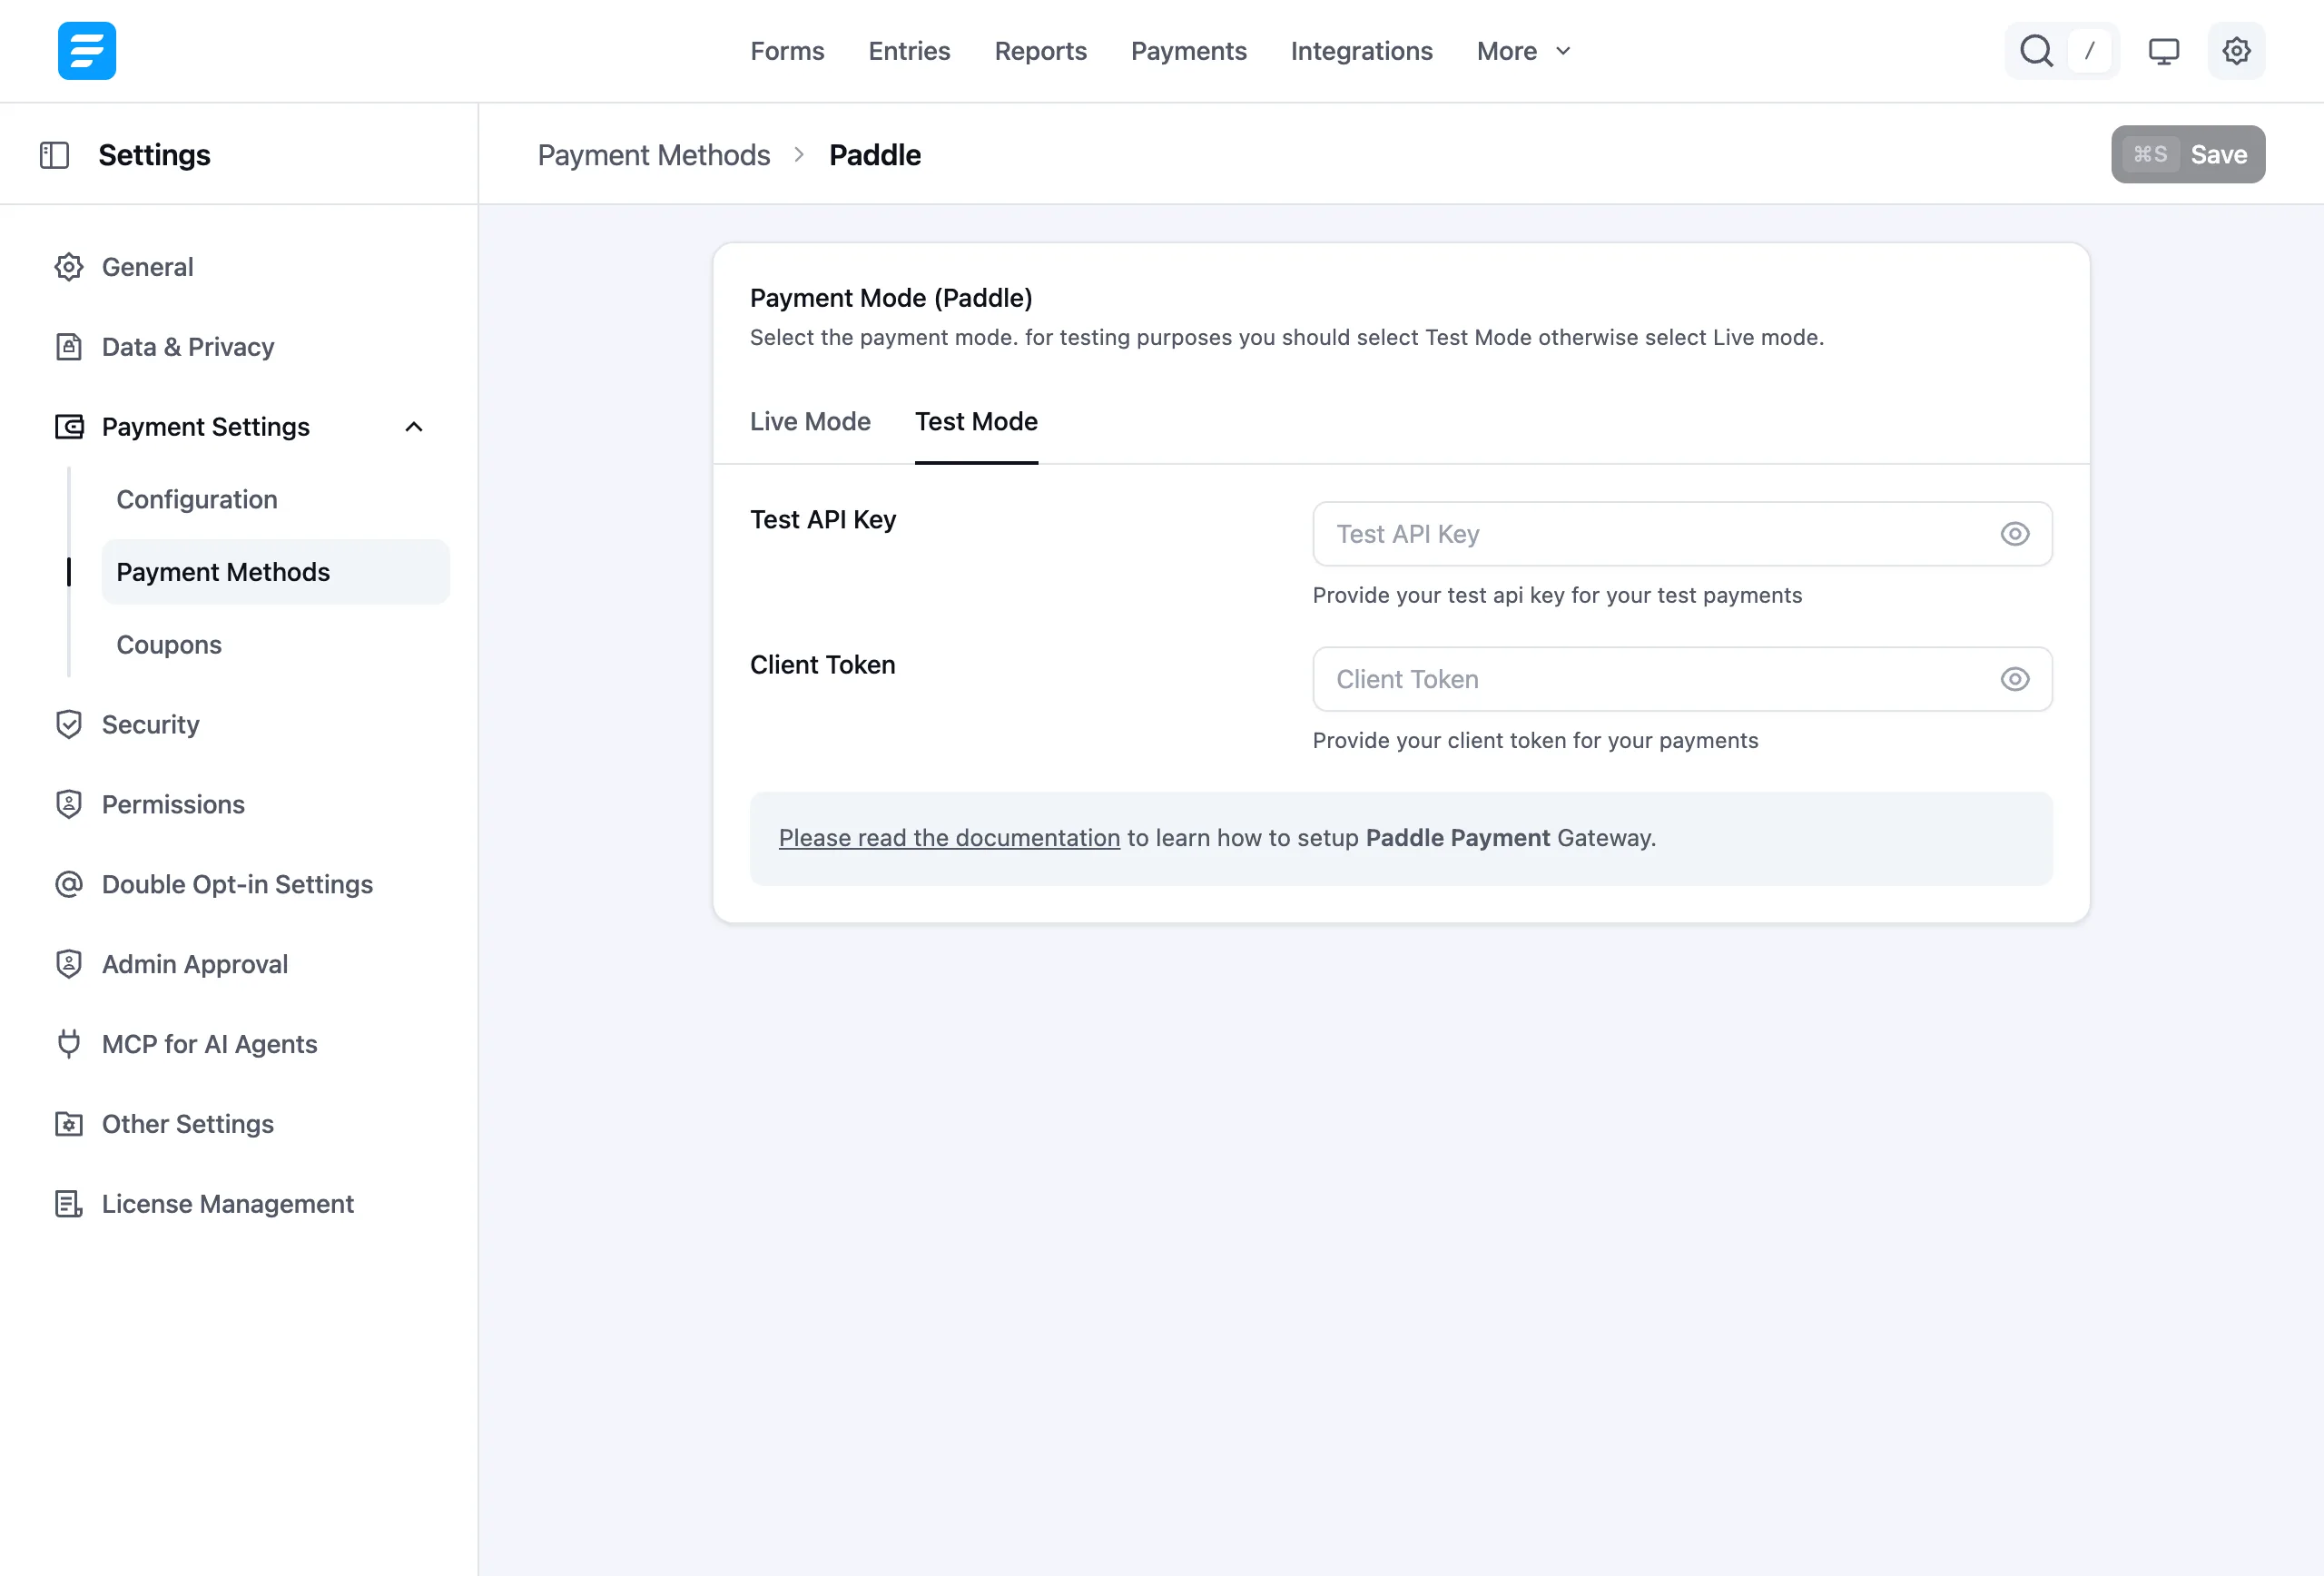 Forms Entries Reports Payments Integrations More /
Settings
Payment Methods Paddle ⌘S Save
General
Data & Privacy
Payment Settings
Configuration
Payment Methods
Coupons
Security
Permissions
Double Opt-in Settings
Admin Approval
MCP for AI Agents
Other Settings
License Management
Payment Mode (Paddle)
Select the payment mode. for testing purposes you should select Test Mode otherwise select Live mode.
Live Mode Test Mode
Test API Key Test API Key
Provide your test api key for your test payments
Client Token Client Token
Provide your client token for your payments
Please read the documentation to learn how to setup Paddle Payment Gateway.